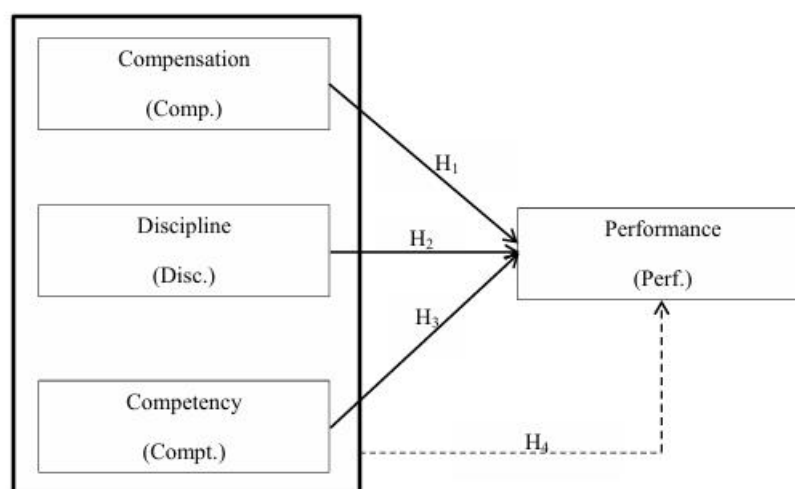 Compensation
(Comp.)
H₁
Discipline
(Disc.)
H₂
Performance
(Perf.)
H₃
Competency
(Compt.)
H₄